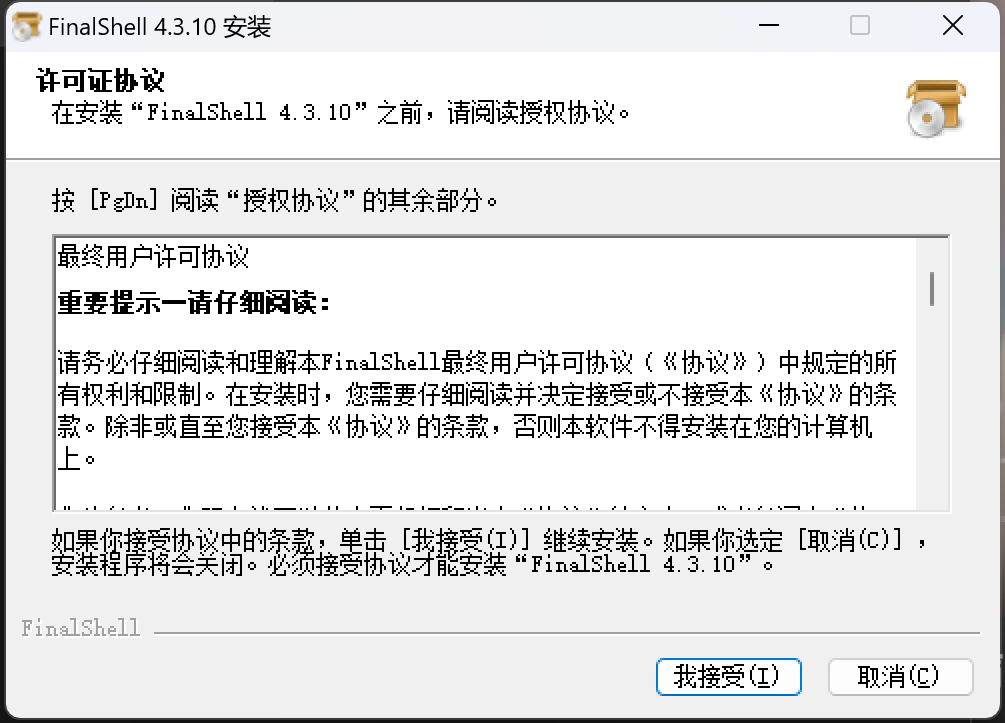 FinalShell 4.3.10 安装
许可证协议
在安装“FinalShell 4.3.10”之前，请阅读授权协议。
按 [PgDn] 阅读“授权协议”的其余部分。
最终用户许可协议
重要提示—请仔细阅读：
请务必仔细阅读和理解本FinalShell最终用户许可协议（《协议》）中规定的所
有权利和限制。在安装时，您需要仔细阅读并决定接受或不接受本《协议》的条
款。除非或直至您接受本《协议》的条款，否则本软件不得安装在您的计算机
上。
如果你接受协议中的条款，单击 [我接受(I)] 继续安装。如果你选定 [取消(C)] ，
安装程序将会关闭。必须接受协议才能安装“FinalShell 4.3.10”。
FinalShell
我接受(I)
取消(C)